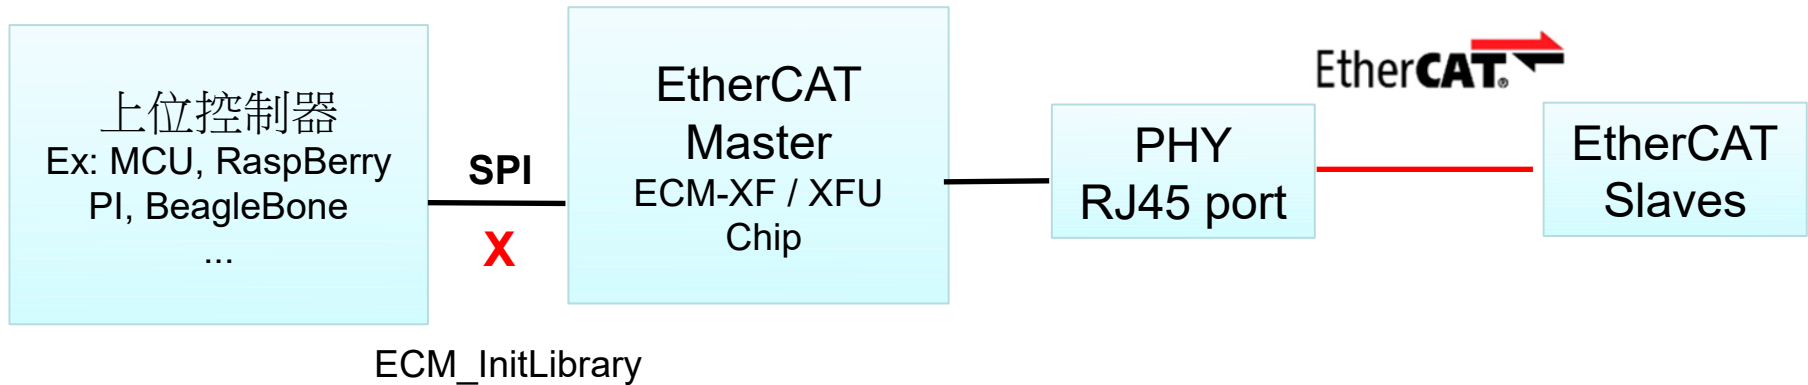 上位控制器
Ex: MCU, RaspBerry
PI, BeagleBone
...
SPI
X
EtherCAT
Master
ECM-XF / XFU
Chip
PHY
RJ45 port
EtherCAT®
EtherCAT
Slaves
ECM_InitLibrary